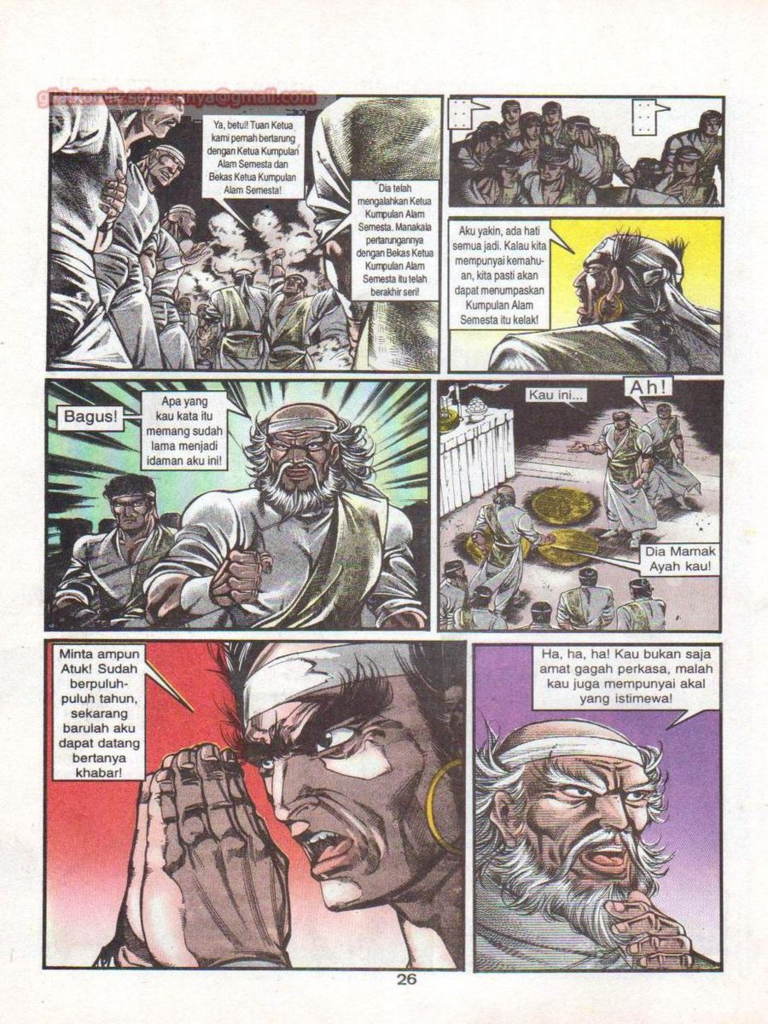 Ya, betul! Tuan Ketua
kami pernah bertarung
dengan Ketua Kumpulan
Alam Semesta dan
Bekas Ketua Kumpulan
Alam Semesta!
Dia telah
mengalahkan Ketua
Kumpulan Alam
Semesta. Manakala
pertarungannya
dengan Bekas Ketua
Kumpulan Alam
Semesta itu telah
berakhir seri!
Aku yakin, ada hati
semua jadi. Kalau kita
mempunyai kemahu-
an, kita pasti akan
dapat menumpaskan
Kumpulan Alam
Semesta itu kelak!
Bagus!
Apa yang
kau kata itu
memang sudah
lama menjadi
idaman aku ini!
Kau ini...
Ah!
Dia Mamak
Ayah kau!
Minta ampun
Atuk! Sudah
berpuluh-
puluh tahun,
sekarang
barulah aku
dapat datang
bertanya
khabar!
Ha, ha, ha! Kau bukan saja
amat gagah perkasa, malah
kau juga mempunyai akal
yang istimewa!
26